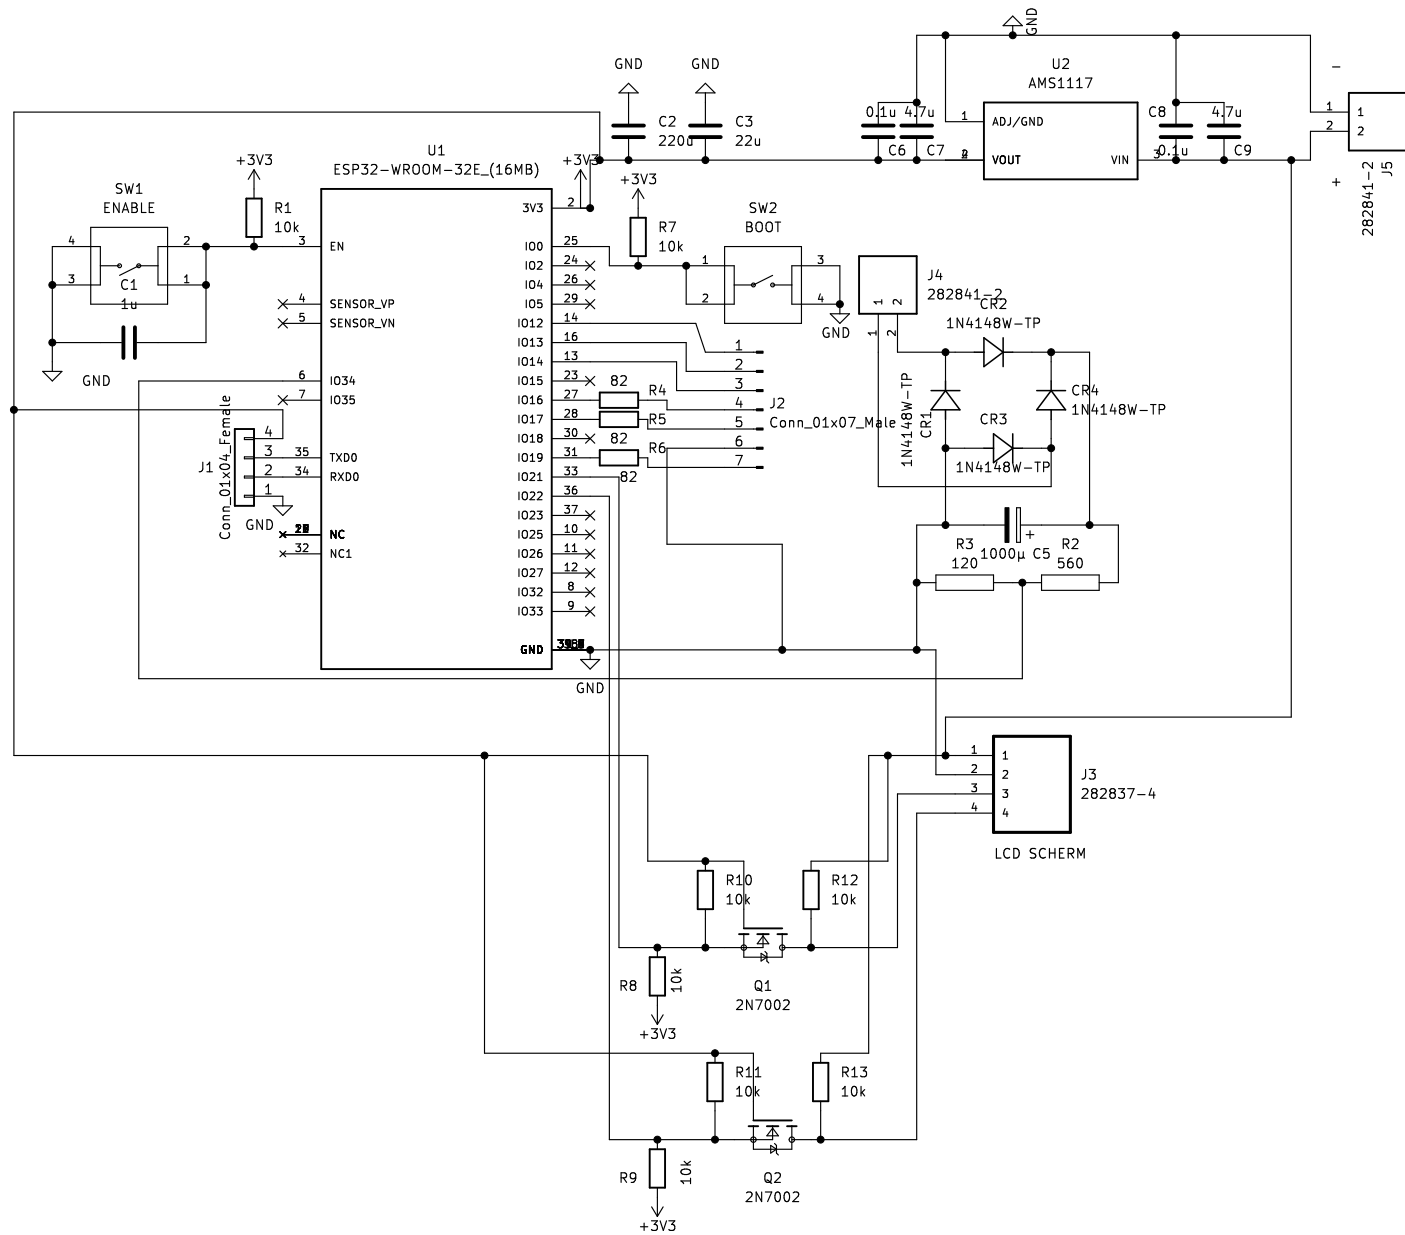 GND
GND
GND
U2
AMS1117
-
C2
220u
C3
22u
0.1u
4.7u
C6
C7
1
ADJ/GND
VOUT
VIN
3
C8
0.1u
4.7u
C9
1
1
2
2
+
282841-2
J5
U1
ESP32-WROOM-32E_(16MB)
+3V3
+3V3
+3V3
SW1
ENABLE
R1
10k
4
2
3
1
C1
1u
GND
3
EN
4
SENSOR_VP
5
SENSOR_VN
6
IO34
7
IO35
35
TXD0
34
RXD0
NC
32
NC1
3V3
2
IO0
25
IO2
24
IO4
26
IO5
29
IO12
14
IO13
16
IO14
13
IO15
23
IO16
27
IO17
28
IO18
30
IO19
31
IO21
33
IO22
36
IO23
37
IO25
10
IO26
11
IO27
12
IO32
8
IO33
9
GND
GND
J1
Conn_01x04_Female
4
3
2
1
GND
R7
10k
SW2
BOOT
1
3
2
4
GND
82
R4
R5
82
R6
82
1
2
3
4
5
6
7
J2
Conn_01x07_Male
J4
282841-2
1
2
1
2
CR2
1N4148W-TP
1N4148W-TP
CR1
CR4
1N4148W-TP
CR3
1N4148W-TP
+
1000µ
C5
R3
120
R2
560
1
1
2
2
3
3
4
4
J3
282837-4
LCD SCHERM
R10
10k
R12
10k
R8
10k
+3V3
Q1
2N7002
R11
10k
R13
10k
R9
10k
+3V3
Q2
2N7002